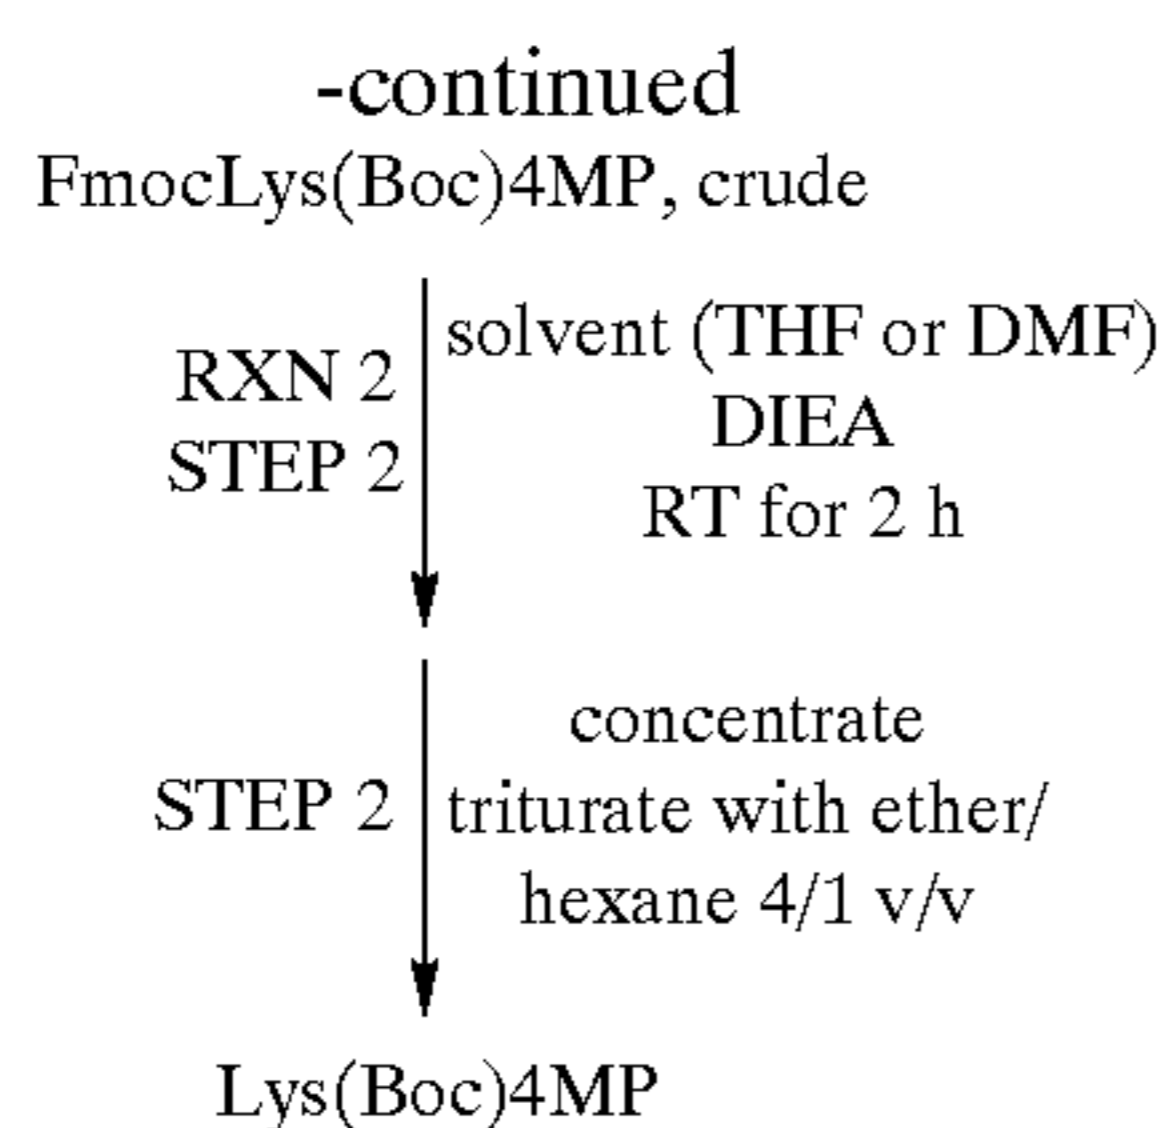 -continued
FmocLys(Boc)4MP, crude
RXN 2
STEP 2
solvent (THF or DMF)
DIEA
RT for 2 h
STEP 2
concentrate
triturate with ether/
hexane 4/1 v/v
Lys(Boc)4MP